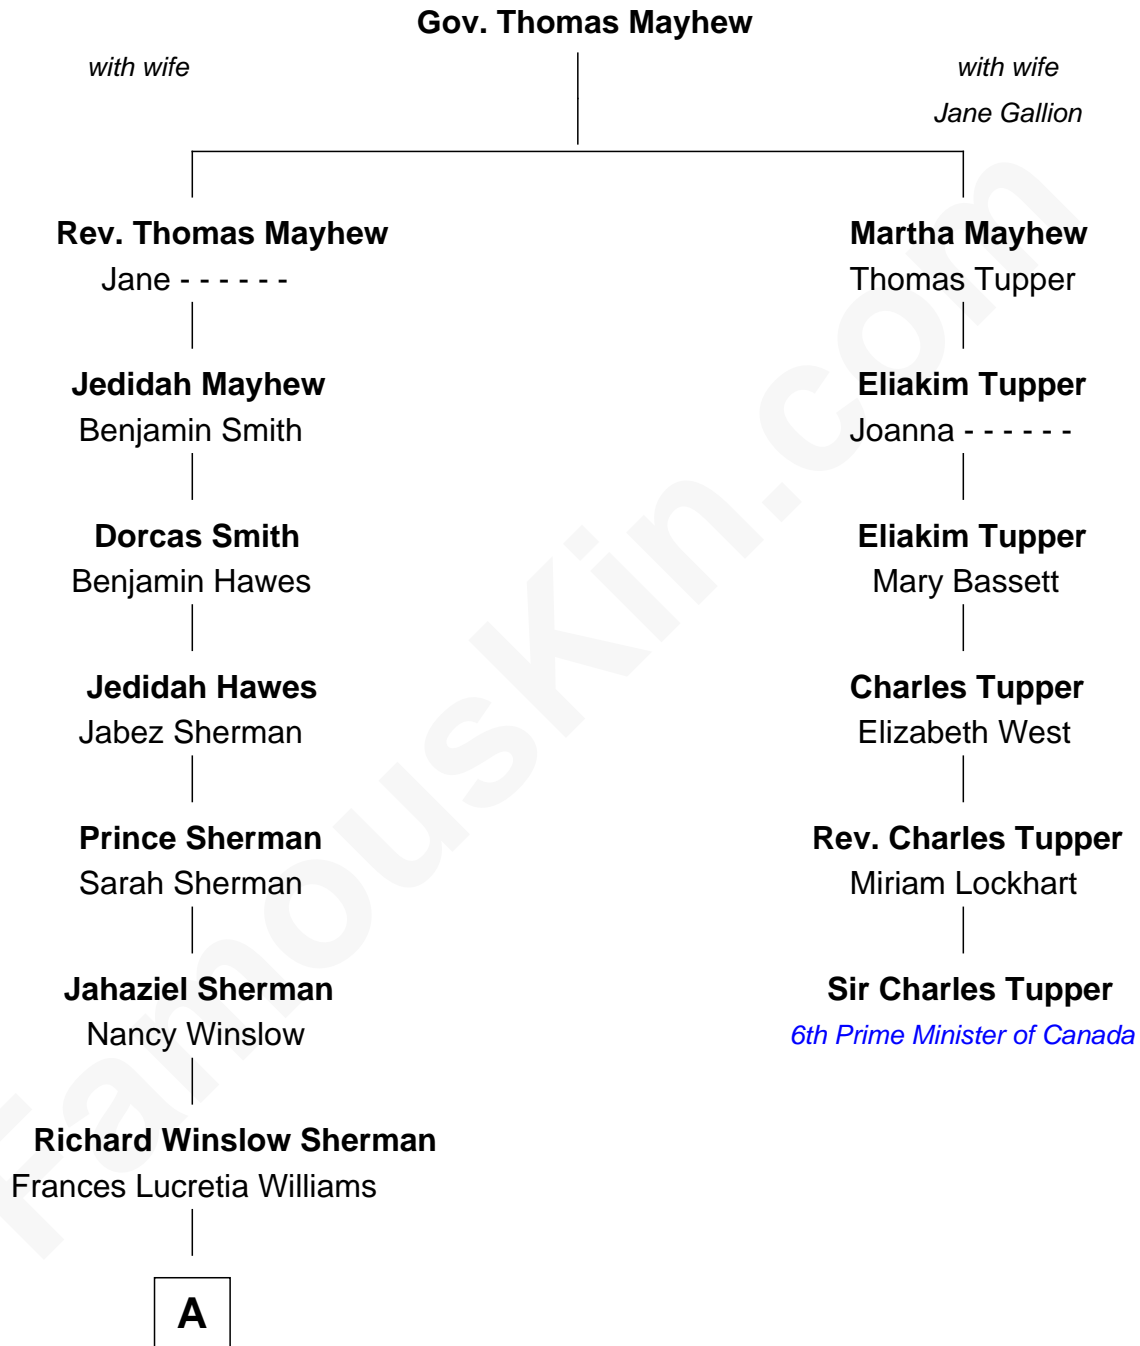 Gov. Thomas Mayhew
with wife
with wife
Jane Gallion
Rev. Thomas Mayhew
Jane - - - - - -
Martha Mayhew
Thomas Tupper
Jedidah Mayhew
Benjamin Smith
Eliakim Tupper
Joanna - - - - - -
Dorcas Smith
Benjamin Hawes
Eliakim Tupper
Mary Bassett
Jedidah Hawes
Jabez Sherman
Charles Tupper
Elizabeth West
Prince Sherman
Sarah Sherman
Rev. Charles Tupper
Miriam Lockhart
Jahaziel Sherman
Nancy Winslow
Sir Charles Tupper
6th Prime Minister of Canada
Richard Winslow Sherman
Frances Lucretia Williams
A
FamousKin.com